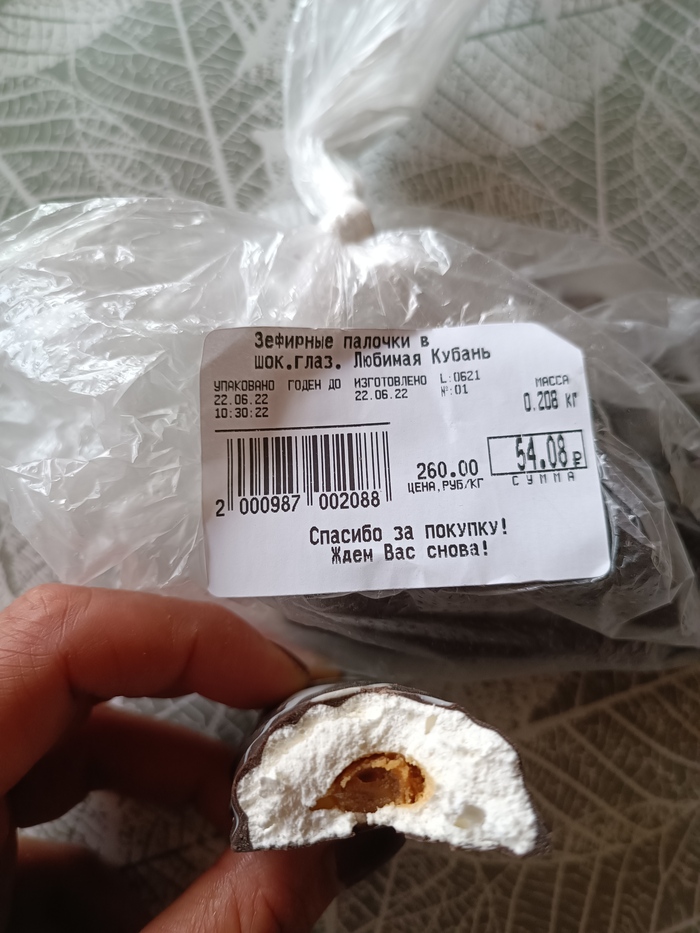 Зефирные палочки в
шок.глаз. Любимая Кубань
УПАКОВАНО ГОДЕН ДО ИЗГОТОВЛЕНО L:0621
22.06.22 22.06.22 №:01
10:30:22
МАССА
0.208 кг
260.00
ЦЕНА,РУБ/КГ
54.08 ₽
СУММА
2 000987 002088
Спасибо за покупку!
Ждем Вас снова!